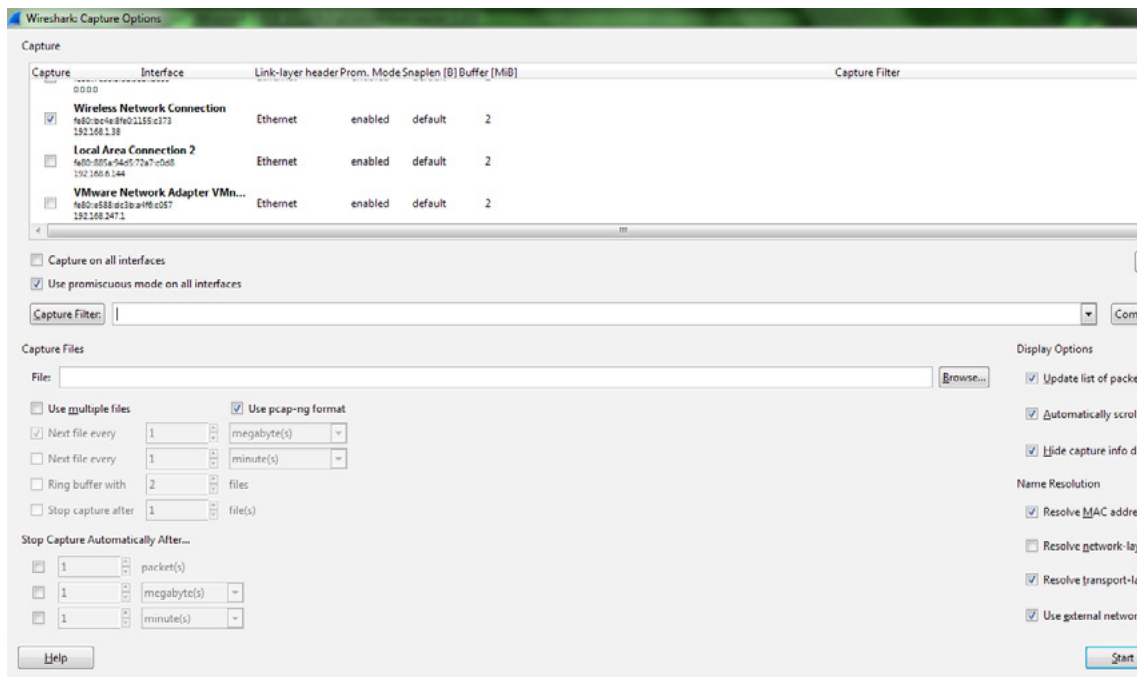 Wireshark: Capture Options
Capture
Capture Interface Link-layer header Prom. Mode Snaplen [B] Buffer [MiB] Capture Filter
0.0.0.0
Wireless Network Connection
192.168.1.38
Ethernet enabled default 2
Local Area Connection 2
192.168.6.144
Ethernet enabled default 2
VMware Network Adapter VMn...
192.168.247.1
Ethernet enabled default 2
Capture on all interfaces
Use promiscuous mode on all interfaces
Capture Filter: Com
Capture Files
File: Browse...
Use multiple files Use pcap-ng format
Next file every 1 megabyte(s)
Next file every 1 minute(s)
Ring buffer with 2 files
Stop capture after 1 file(s)
Stop Capture Automatically After...
1 packet(s)
1 megabyte(s)
1 minute(s)
Help
Display Options
Update list of packe
Automatically scrol
Hide capture info d
Name Resolution
Resolve MAC addre
Resolve network-lay
Resolve transport-la
Use external networ
Start